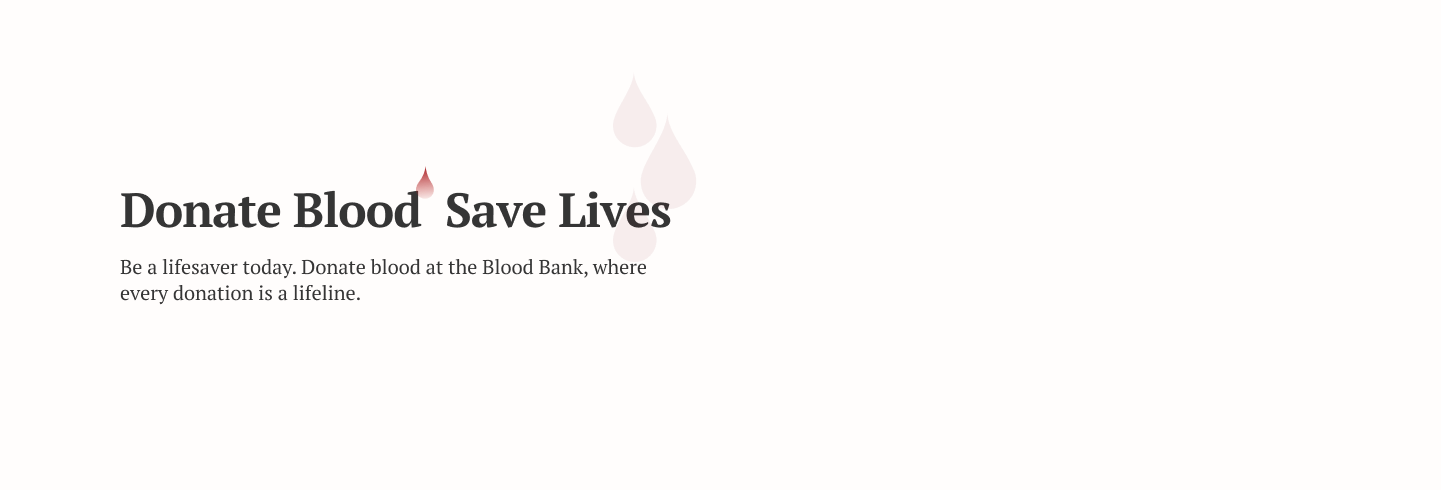 Donate Blood Save Lives
Be a lifesaver today. Donate blood at the Blood Bank, where
every donation is a lifeline.